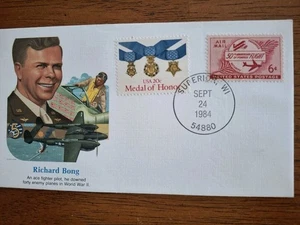 USA 20c
Medal of Honor
AIR MAIL
6¢
UNITED STATES POSTAGE
SUPERIOR, WI
SEPT
24
1984
54880
Richard Bong
An ace fighter pilot, he downed
forty enemy planes in World War II.